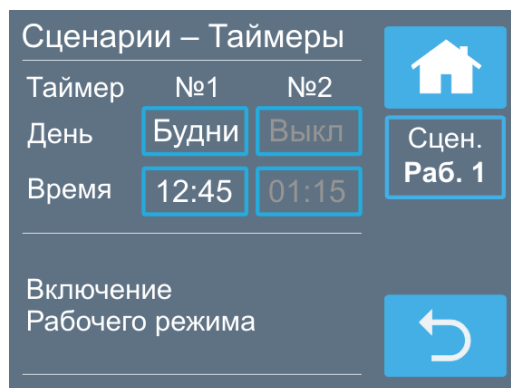 Сценарии – Таймеры
Таймер №1 №2
День Будни Выкл
Время 12:45 01:15
Сцен.
Раб. 1
Включение
Рабочего режима